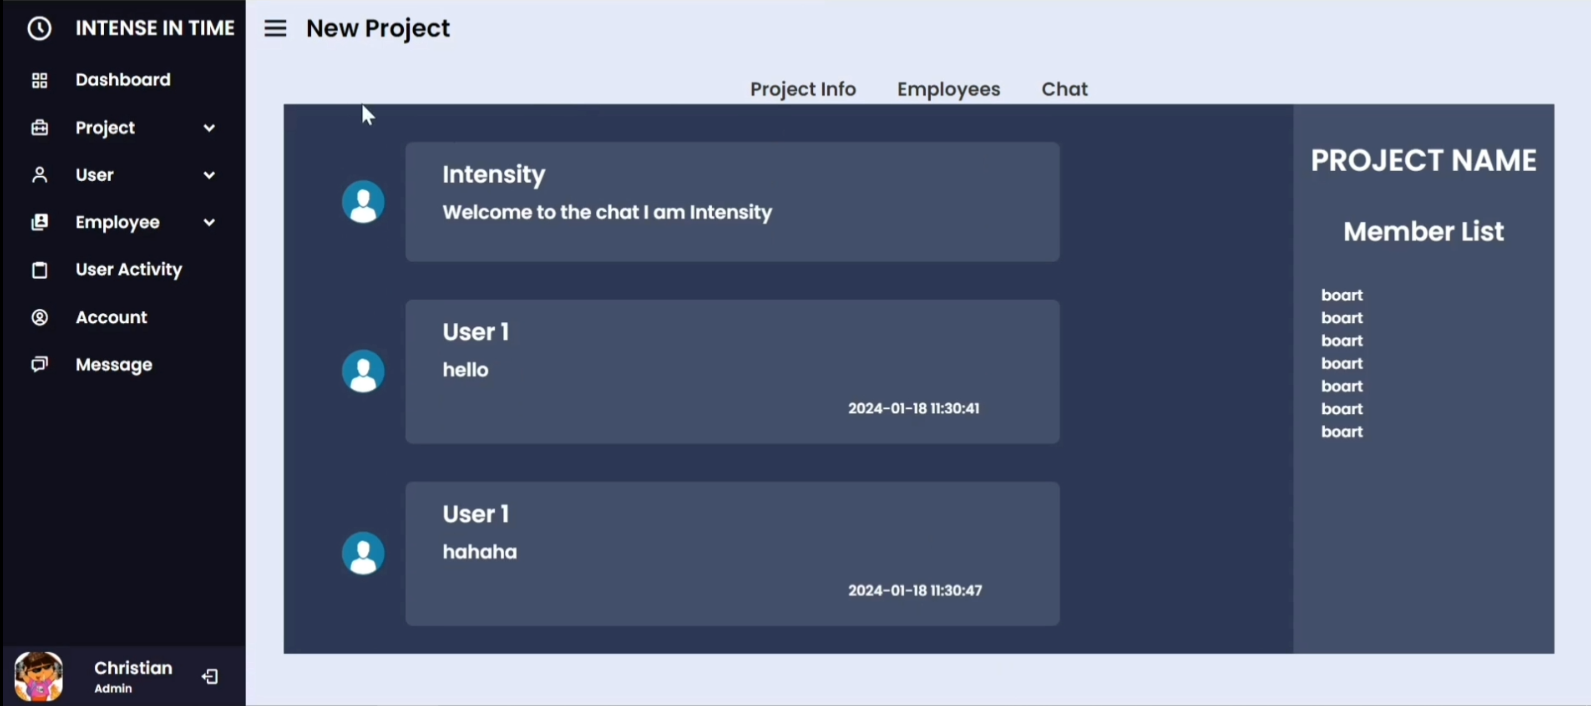 INTENSE IN TIME
Dashboard
Project
User
Employee
User Activity
Account
Message
Christian
Admin
New Project
Project Info Employees Chat
Intensity
Welcome to the chat I am Intensity
User 1
hello
2024-01-18 11:30:41
User 1
hahaha
2024-01-18 11:30:47
PROJECT NAME
Member List
boart
boart
boart
boart
boart
boart
boart